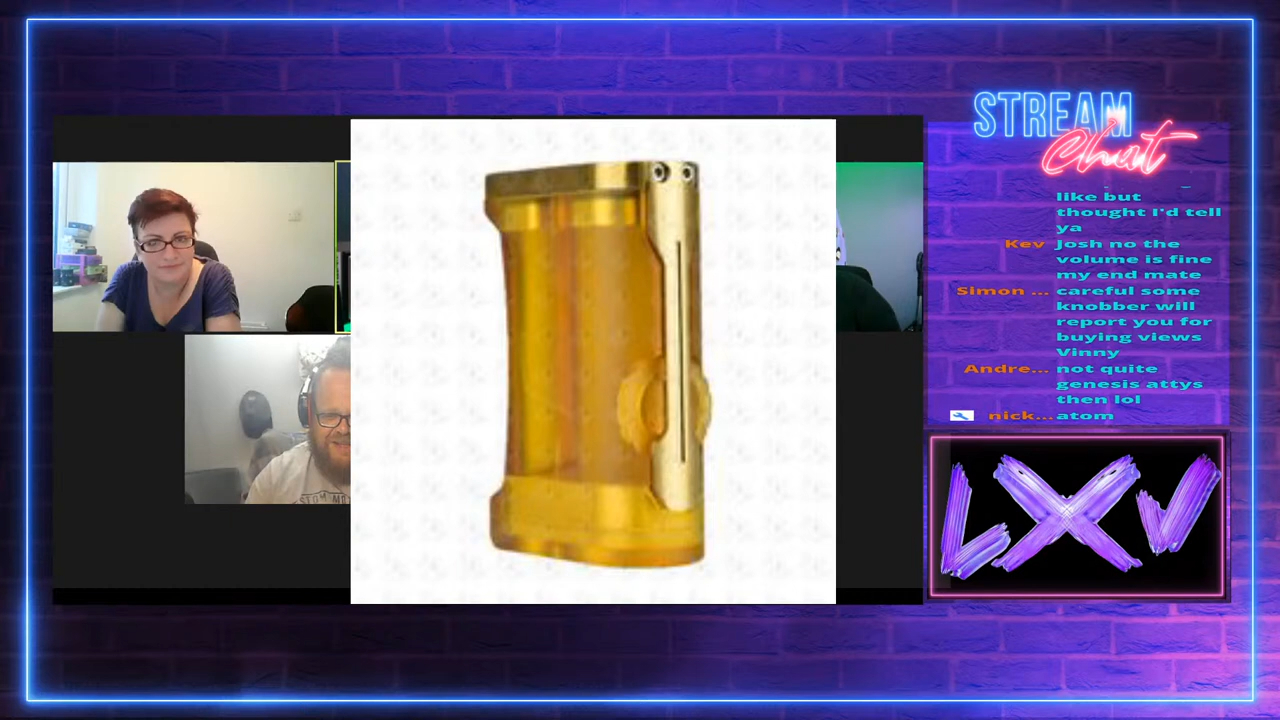 STREAM
Chat
like but
thought I'd tell
ya
Kev Josh no the
volume is fine
my end mate
Simon ... careful some
knobber will
report you for
buying views
Vinny
Andre... not quite
genesis attys
then lol
nick... atom
LXV